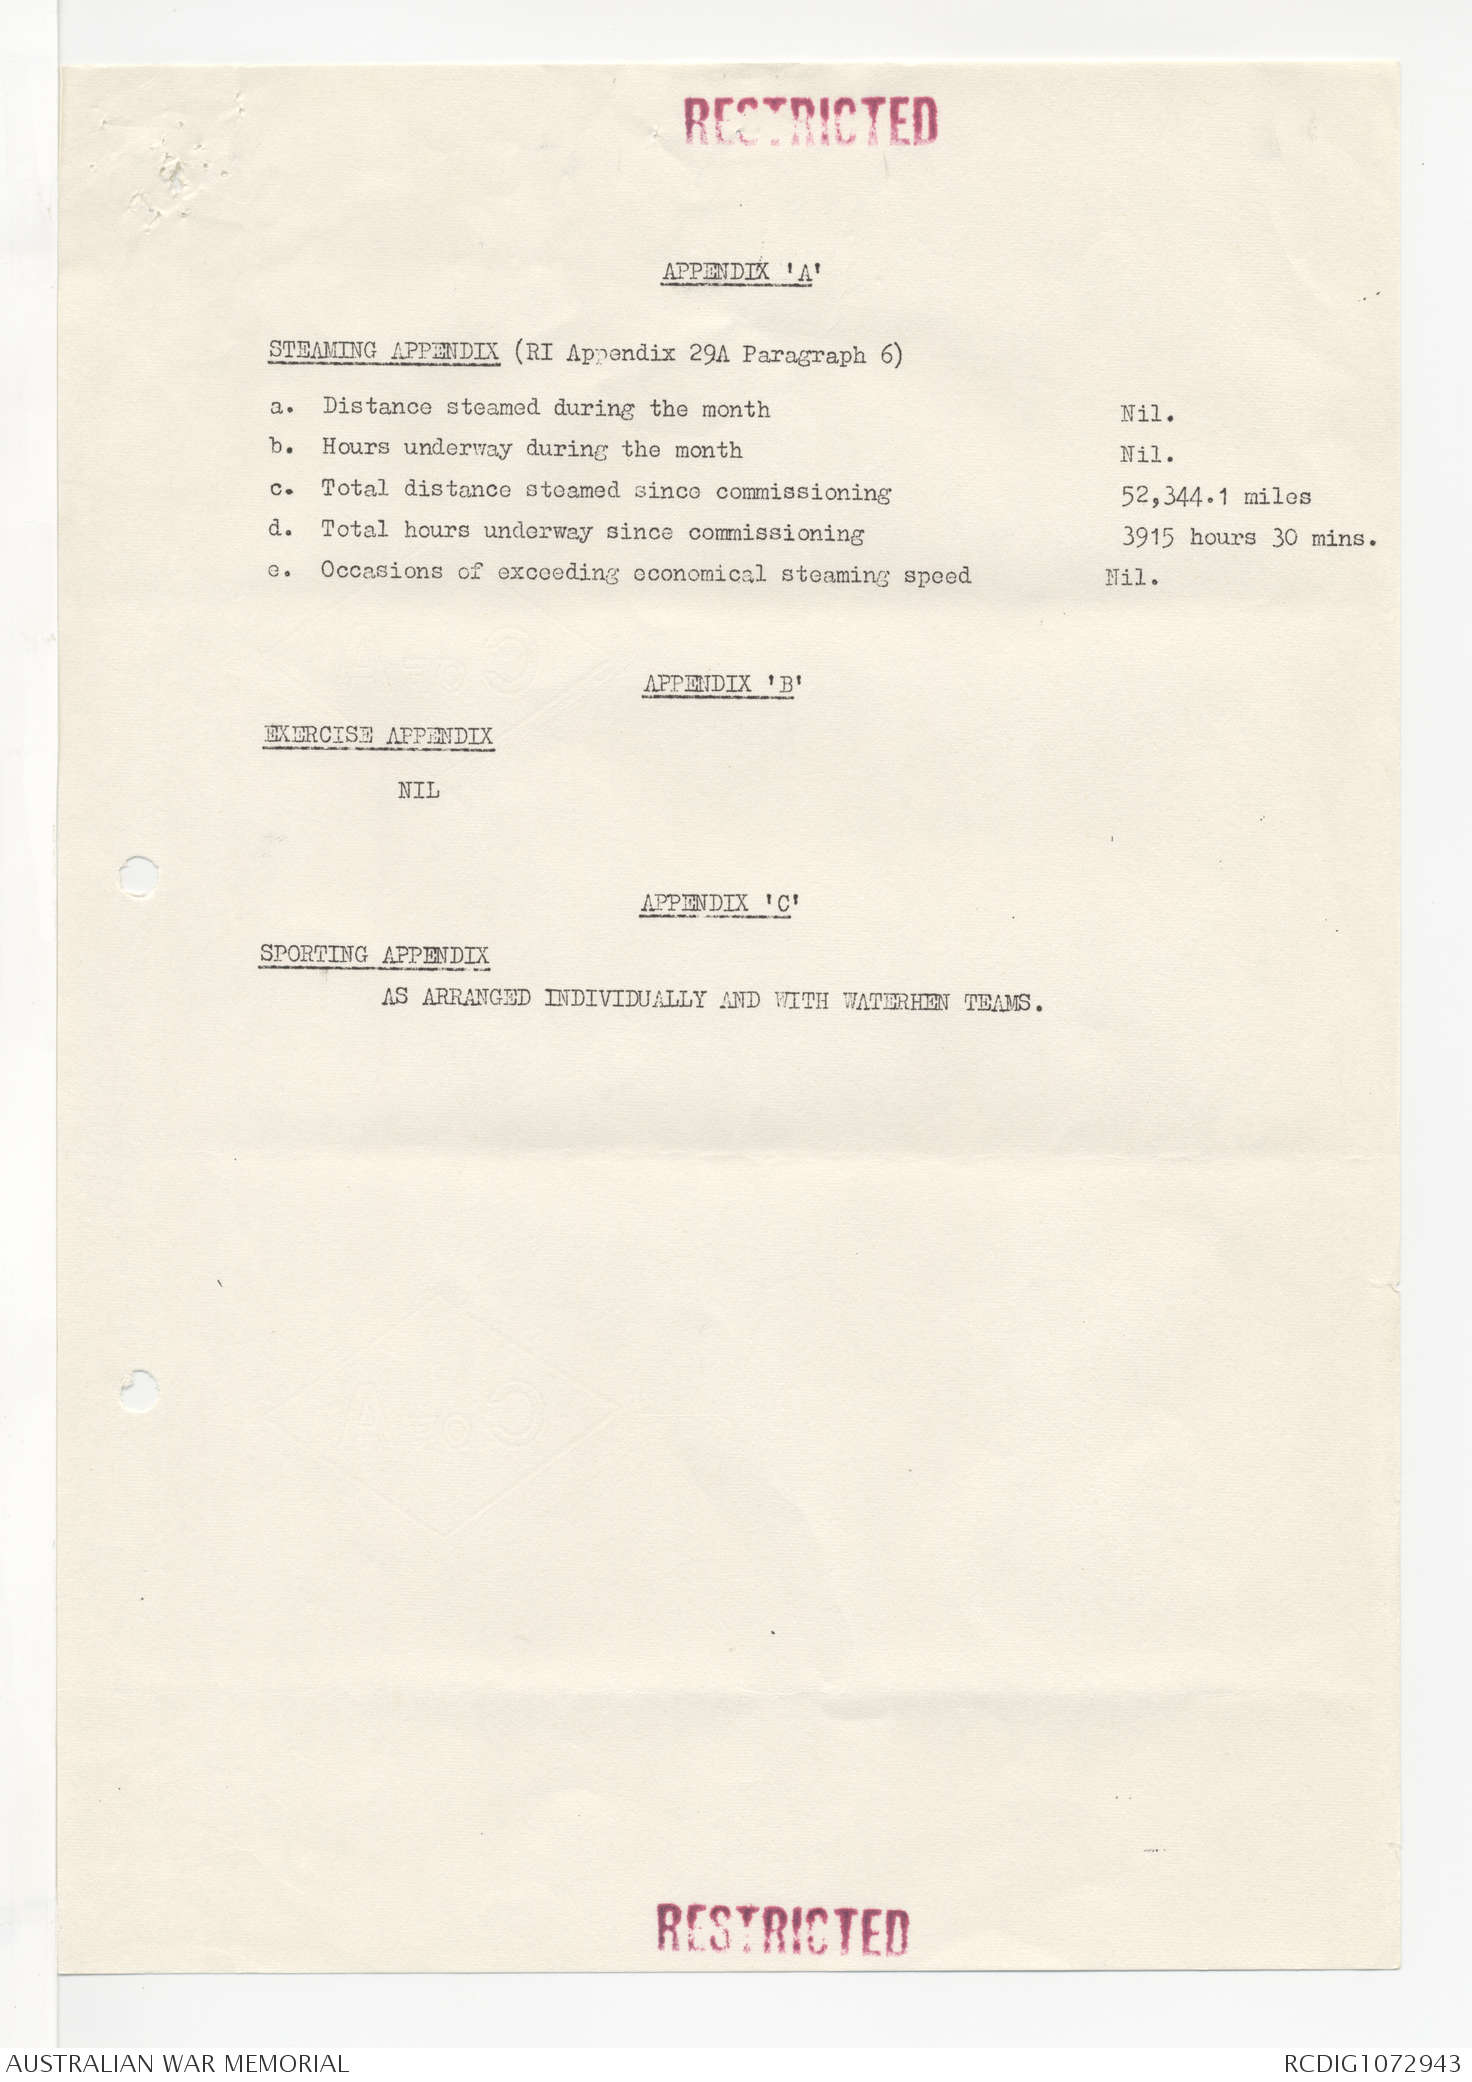 RESTRICTED
APPENDIX 'A'
STEAMING APPENDIX (RI Appendix 29A Paragraph 6)
a. Distance steamed during the month Nil.
b. Hours underway during the month Nil.
c. Total distance steamed since commissioning 52,344.1 miles
d. Total hours underway since commissioning 3915 hours 30 mins.
e. Occasions of exceeding economical steaming speed Nil.
APPENDIX 'B'
EXERCISE APPENDIX
NIL
APPENDIX 'C'
SPORTING APPENDIX
AS ARRANGED INDIVIDUALLY AND WITH WATERHEN TEAMS.
RESTRICTED
AUSTRALIAN WAR MEMORIAL RCDIG1072943